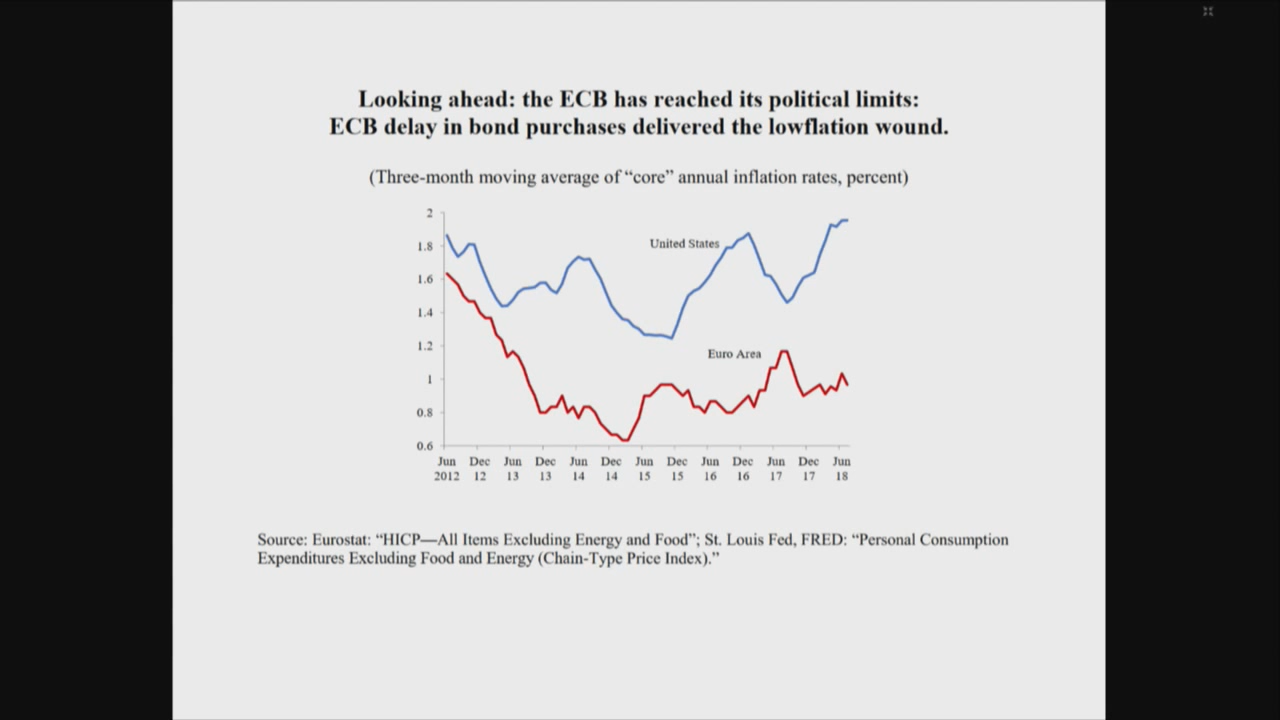 Looking ahead: the ECB has reached its political limits:
ECB delay in bond purchases delivered the lowflation wound.
(Three-month moving average of “core” annual inflation rates, percent)
2
1.8
1.6
1.4
1.2
1
0.8
0.6
United States
Euro Area
Jun Dec Jun Dec Jun Dec Jun Dec Jun Dec Jun Dec Jun
2012 12 13 13 14 14 15 15 16 16 17 17 18
Source: Eurostat: “HICP—All Items Excluding Energy and Food”; St. Louis Fed, FRED: “Personal Consumption
Expenditures Excluding Food and Energy (Chain-Type Price Index).”